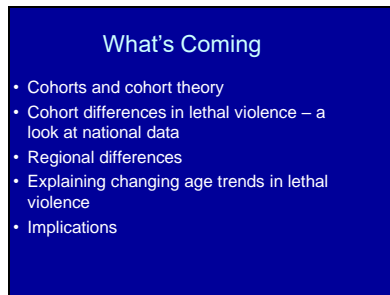 What's Coming
• Cohorts and cohort theory
• Cohort differences in lethal violence – a
look at national data
• Regional differences
• Explaining changing age trends in lethal
violence
• Implications